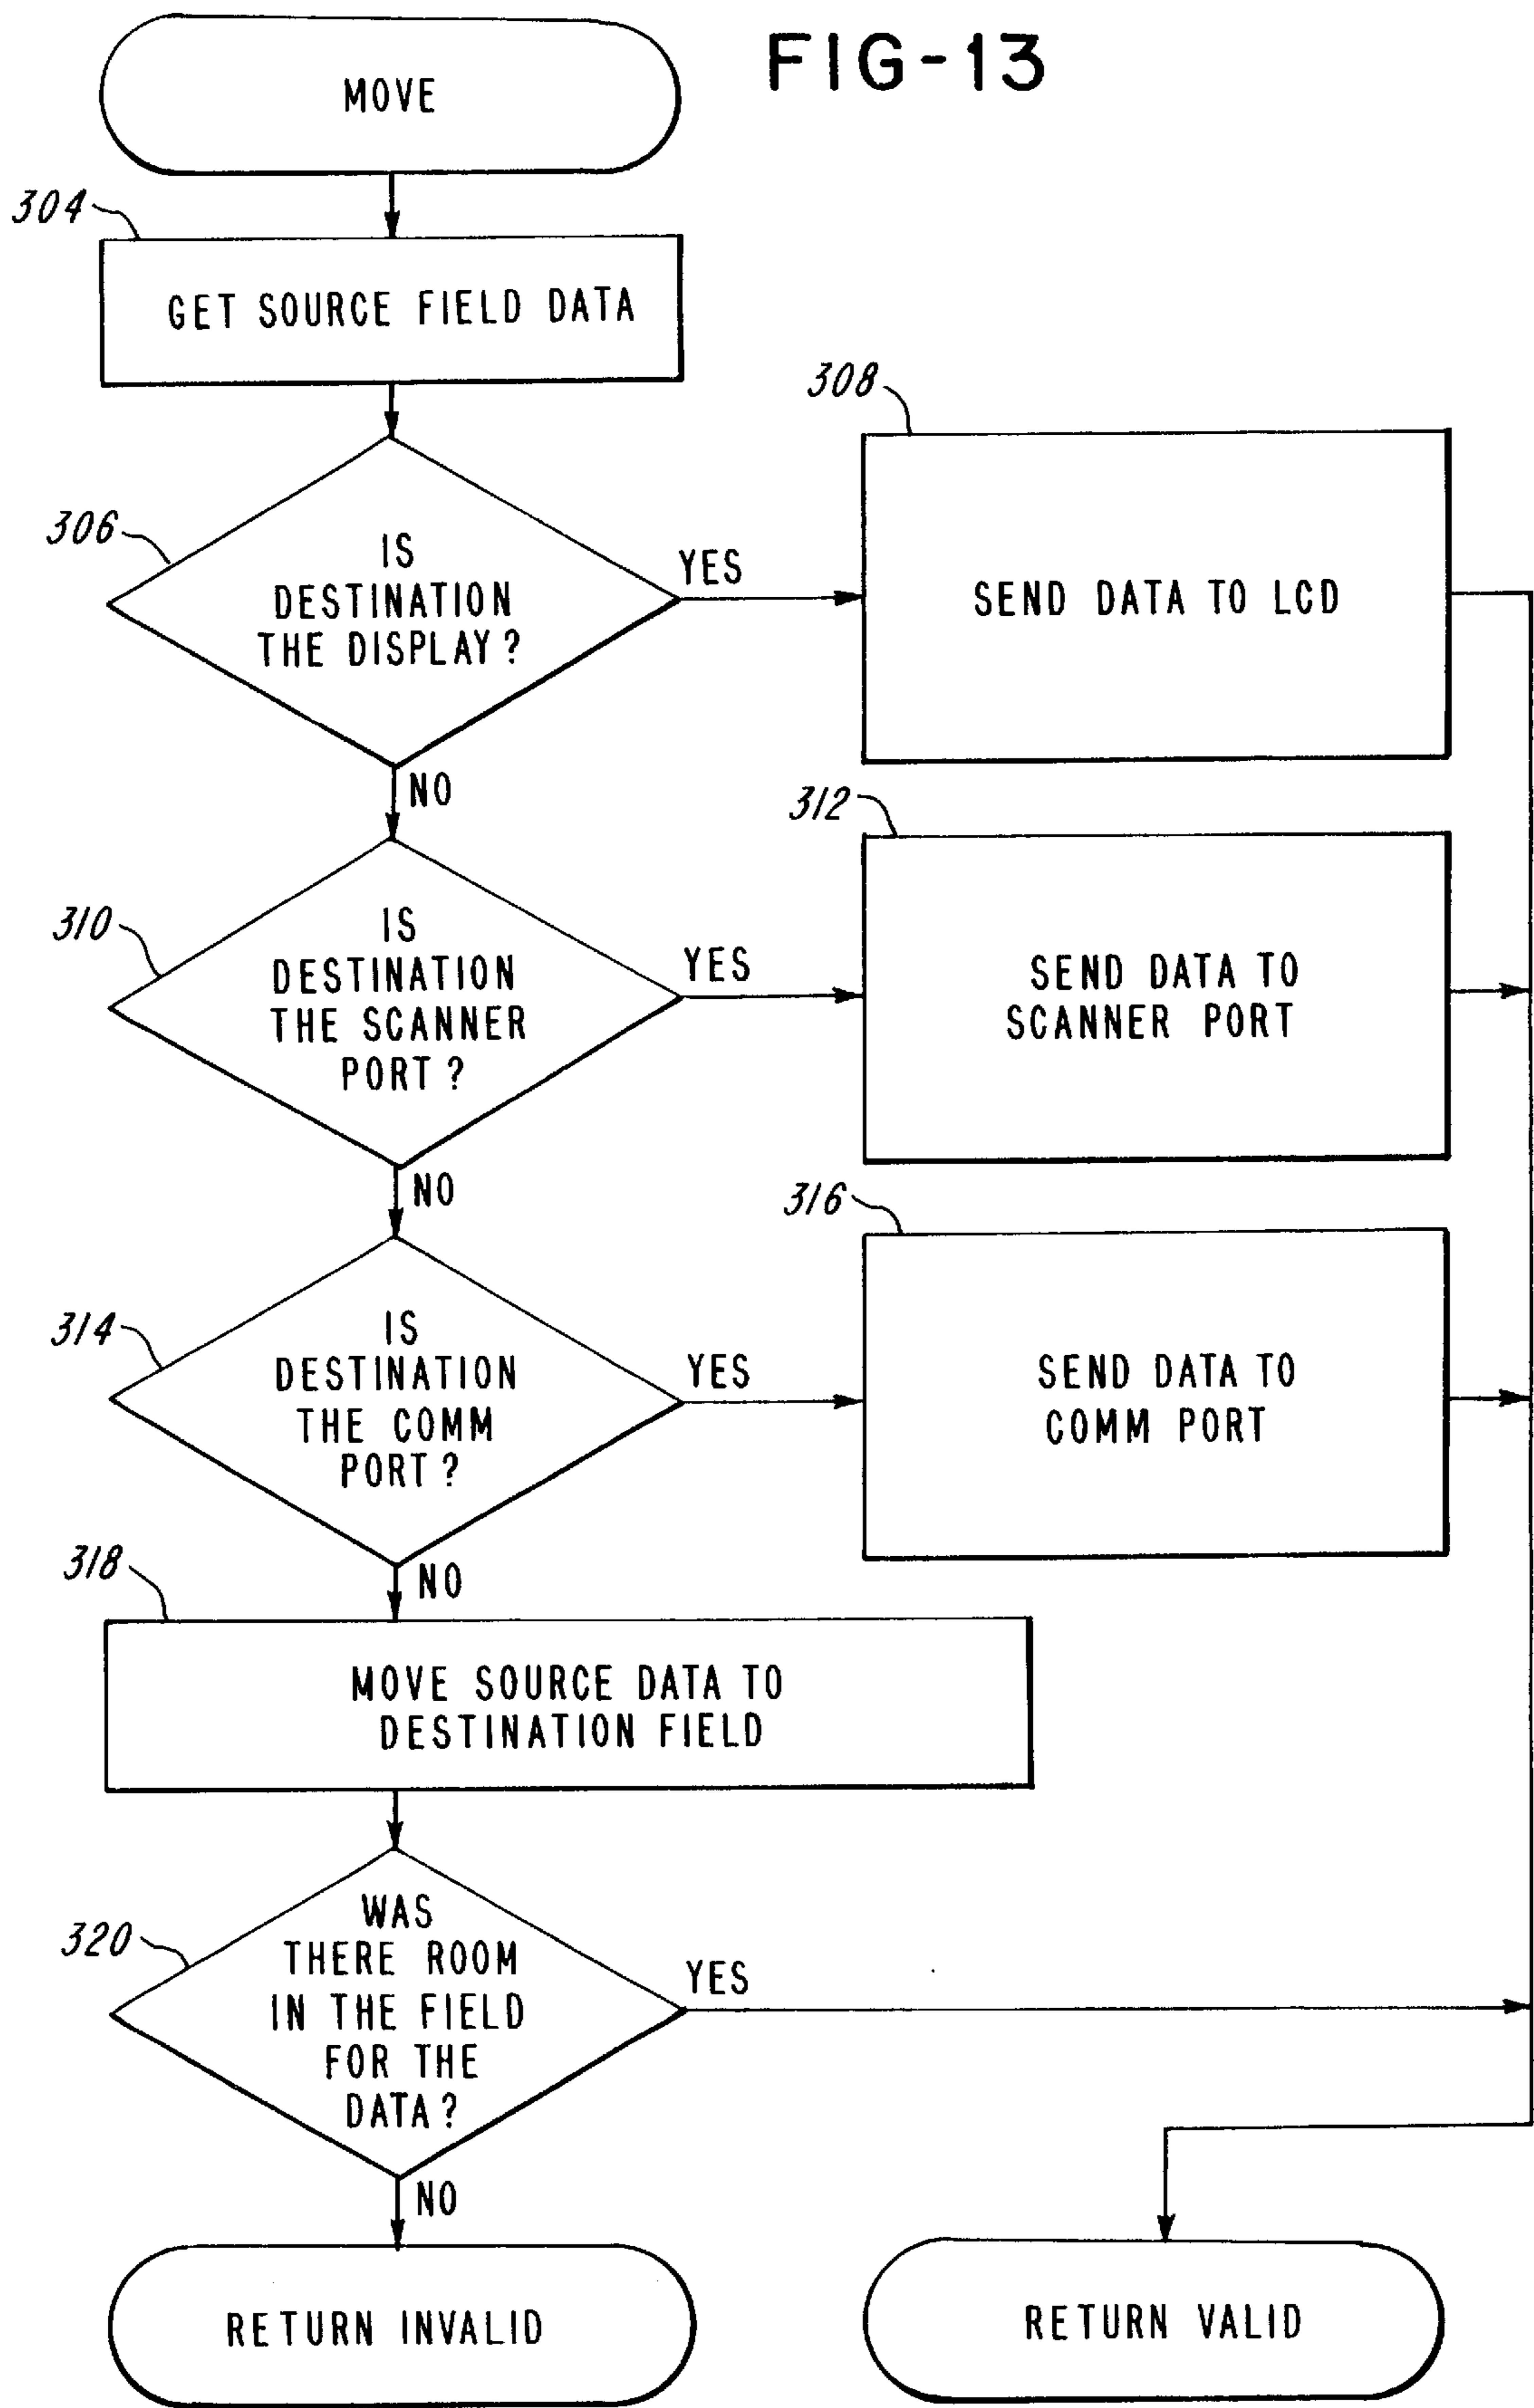 FIG-13
MOVE
304
GET SOURCE FIELD DATA
306
IS
DESTINATION
THE DISPLAY?
YES
308
SEND DATA TO LCD
NO
310
IS
DESTINATION
THE SCANNER
PORT?
YES
312
SEND DATA TO
SCANNER PORT
NO
314
IS
DESTINATION
THE COMM
PORT?
YES
316
SEND DATA TO
COMM PORT
NO
318
MOVE SOURCE DATA TO
DESTINATION FIELD
320
WAS
THERE ROOM
IN THE FIELD
FOR THE
DATA?
YES
NO
RETURN INVALID
RETURN VALID